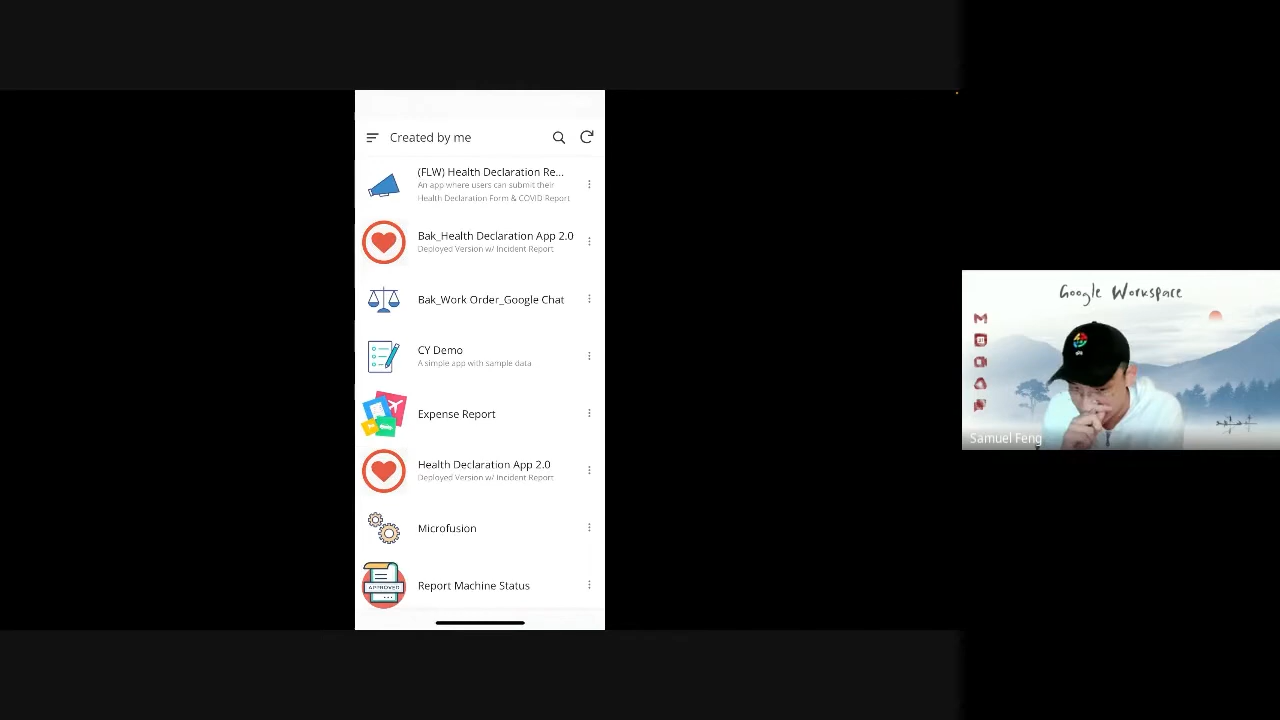 Created by me
(FLW) Health Declaration Re...
An app where users can submit their
Health Declaration Form & COVID Report
Bak_Health Declaration App 2.0
Deployed Version w/ Incident Report
Bak_Work Order_Google Chat
CY Demo
A simple app with sample data
Expense Report
Health Declaration App 2.0
Deployed Version w/ Incident Report
Microfusion
APPROVED
Report Machine Status
Google Workspace
Samuel Feng